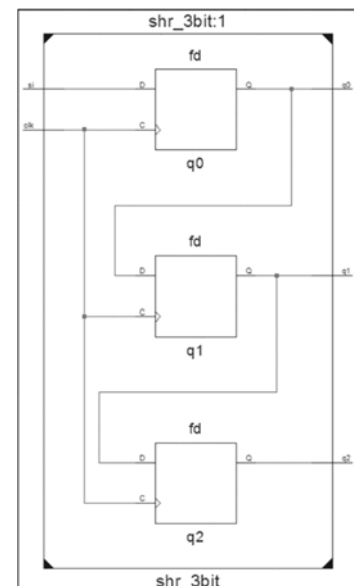 shr_3bit:1
fd
si D Q q0
clk C
q0
fd
D Q q1
C
q1
fd
D Q q2
C
q2
shr_3bit